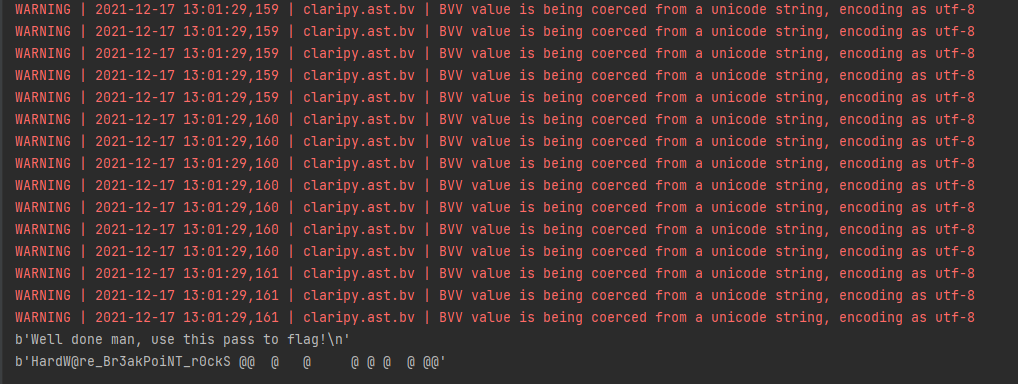 WARNING | 2021-12-17 13:01:29,159 | claripy.ast.bv | BVV value is being coerced from a unicode string, encoding as utf-8
WARNING | 2021-12-17 13:01:29,159 | claripy.ast.bv | BVV value is being coerced from a unicode string, encoding as utf-8
WARNING | 2021-12-17 13:01:29,159 | claripy.ast.bv | BVV value is being coerced from a unicode string, encoding as utf-8
WARNING | 2021-12-17 13:01:29,159 | claripy.ast.bv | BVV value is being coerced from a unicode string, encoding as utf-8
WARNING | 2021-12-17 13:01:29,159 | claripy.ast.bv | BVV value is being coerced from a unicode string, encoding as utf-8
WARNING | 2021-12-17 13:01:29,160 | claripy.ast.bv | BVV value is being coerced from a unicode string, encoding as utf-8
WARNING | 2021-12-17 13:01:29,160 | claripy.ast.bv | BVV value is being coerced from a unicode string, encoding as utf-8
WARNING | 2021-12-17 13:01:29,160 | claripy.ast.bv | BVV value is being coerced from a unicode string, encoding as utf-8
WARNING | 2021-12-17 13:01:29,160 | claripy.ast.bv | BVV value is being coerced from a unicode string, encoding as utf-8
WARNING | 2021-12-17 13:01:29,160 | claripy.ast.bv | BVV value is being coerced from a unicode string, encoding as utf-8
WARNING | 2021-12-17 13:01:29,160 | claripy.ast.bv | BVV value is being coerced from a unicode string, encoding as utf-8
WARNING | 2021-12-17 13:01:29,160 | claripy.ast.bv | BVV value is being coerced from a unicode string, encoding as utf-8
WARNING | 2021-12-17 13:01:29,161 | claripy.ast.bv | BVV value is being coerced from a unicode string, encoding as utf-8
WARNING | 2021-12-17 13:01:29,161 | claripy.ast.bv | BVV value is being coerced from a unicode string, encoding as utf-8
WARNING | 2021-12-17 13:01:29,161 | claripy.ast.bv | BVV value is being coerced from a unicode string, encoding as utf-8
b'Well done man, use this pass to flag!\n'
b'HardW@re_Br3akPoiNT_r0ckS @@  @   @     @ @ @  @ @@'